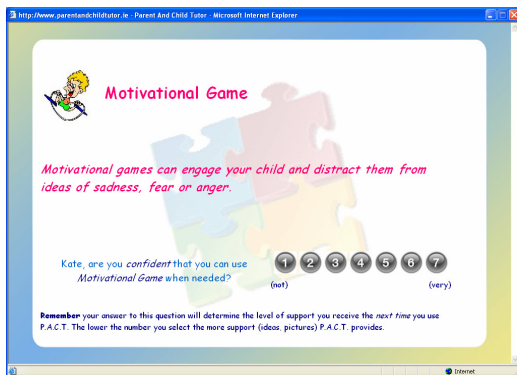 http://www.parentandchildtutor.ie - Parent And Child Tutor - Microsoft Internet Explorer
Motivational Game
Motivational games can engage your child and distract them from
ideas of sadness, fear or anger.
Kate, are you confident that you can use
Motivational Game when needed?
1 2 3 4 5 6 7
(not) (very)
Remember your answer to this question will determine the level of support you receive the next time you use
P.A.C.T. The lower the number you select the more support (ideas, pictures) P.A.C.T. provides.
Internet